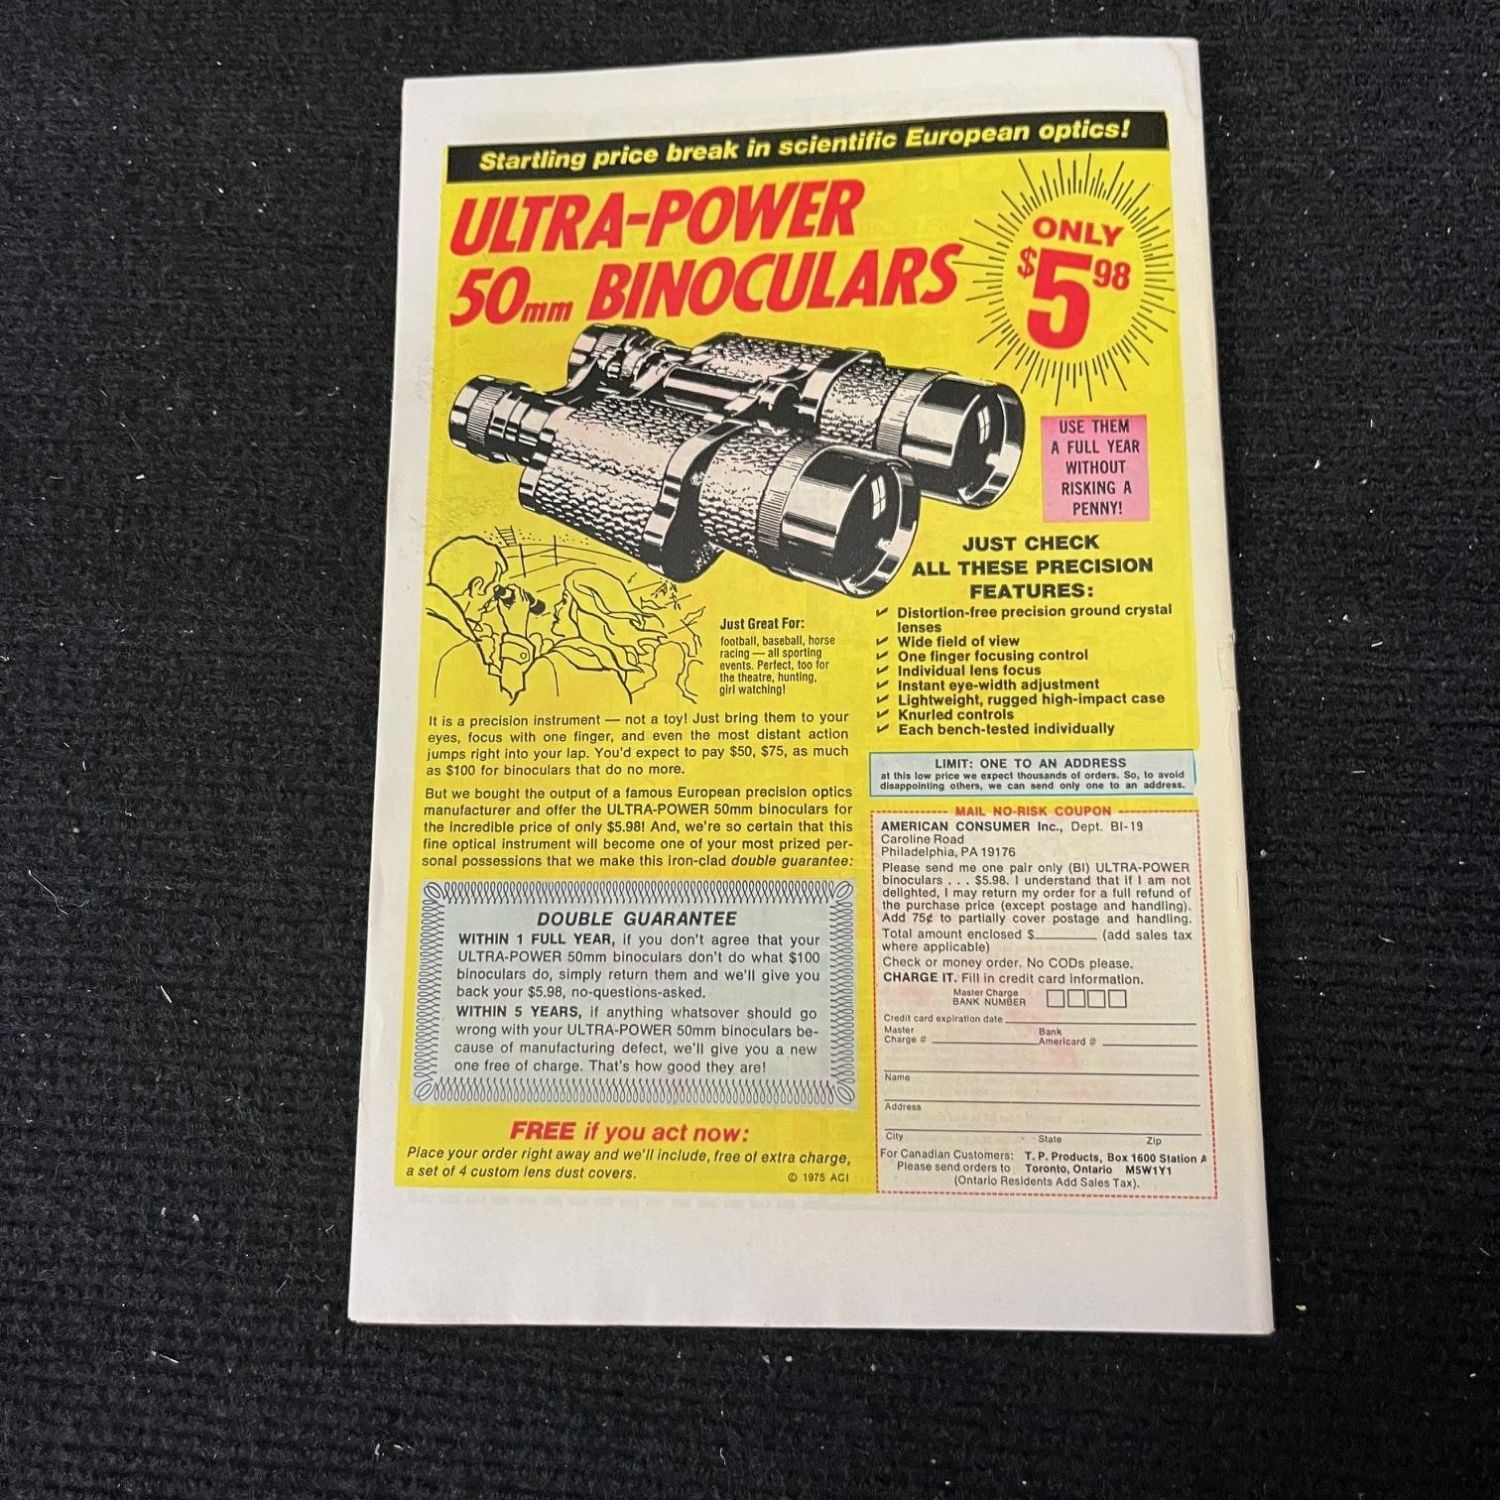 Startling price break in scientific European optics!
ULTRA-POWER
50mm BINOCULARS
ONLY
$5 98
USE THEM
A FULL YEAR
WITHOUT
RISKING A
PENNY!
JUST CHECK
ALL THESE PRECISION
FEATURES:
Distortion-free precision ground crystal
lenses
Wide field of view
One finger focusing control
Individual lens focus
Instant eye-width adjustment
Lightweight, rugged high-impact case
Knurled controls
Each bench-tested individually
Just Great For:
football, baseball, horse
racing — all sporting
events. Perfect, too for
the theatre, hunting,
girl watching!
It is a precision instrument — not a toy! Just bring them to your
eyes, focus with one finger, and even the most distant action
jumps right into your lap. You'd expect to pay $50, $75, as much
as $100 for binoculars that do no more.
But we bought the output of a famous European precision optics
manufacturer and offer the ULTRA-POWER 50mm binoculars for
the incredible price of only $5.98! And, we're so certain that this
fine optical instrument will become one of your most prized per-
sonal possessions that we make this iron-clad double guarantee:
DOUBLE GUARANTEE
WITHIN 1 FULL YEAR, if you don't agree that your
ULTRA-POWER 50mm binoculars don't do what $100
binoculars do, simply return them and we'll give you
back your $5.98, no-questions-asked.
WITHIN 5 YEARS, if anything whatsover should go
wrong with your ULTRA-POWER 50mm binoculars be-
cause of manufacturing defect, we'll give you a new
one free of charge. That's how good they are!
FREE if you act now:
Place your order right away and we'll include, free of extra charge,
a set of 4 custom lens dust covers.
© 1975 ACI
LIMIT: ONE TO AN ADDRESS
at this low price we expect thousands of orders. So, to avoid
disappointing others, we can send only one to an address.
MAIL NO-RISK COUPON
AMERICAN CONSUMER Inc., Dept. BI-19
Caroline Road
Philadelphia, PA 19176
Please send me one pair only (BI) ULTRA-POWER
binoculars . . . $5.98. I understand that if I am not
delighted, I may return my order for a full refund of
the purchase price (except postage and handling).
Add 75¢ to partially cover postage and handling.
Total amount enclosed $________ (add sales tax
where applicable)
Check or money order. No CODs please.
CHARGE IT. Fill in credit card information.
Master Charge
BANK NUMBER
Credit card expiration date
Master Bank
Charge # Americard #
Name
Address
City State Zip
For Canadian Customers: T. P. Products, Box 1600 Station A
Please send orders to Toronto, Ontario M5W1Y1
(Ontario Residents Add Sales Tax).